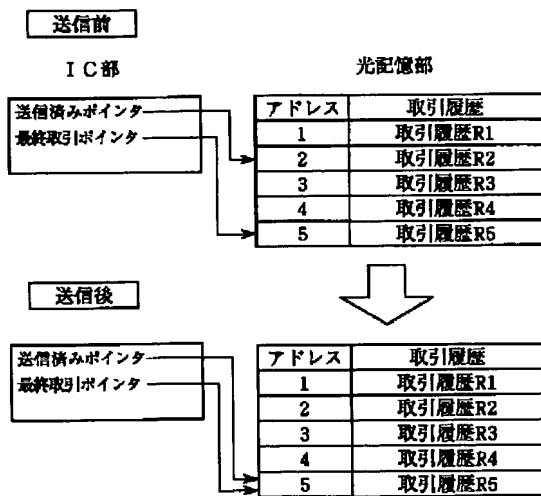 送信前
IC部
光記憶部
送信済みポインタ
最終取引ポインタ
アドレス 取引履歴
1 取引履歴R1
2 取引履歴R2
3 取引履歴R3
4 取引履歴R4
5 取引履歴R5
送信後
送信済みポインタ
最終取引ポインタ
アドレス 取引履歴
1 取引履歴R1
2 取引履歴R2
3 取引履歴R3
4 取引履歴R4
5 取引履歴R5